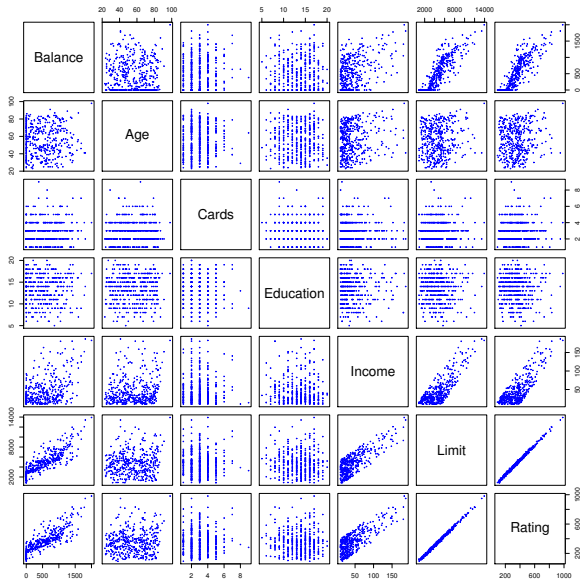 20 40 60 80 100
5 10 15 20
2000 8000 14000
Balance
0 500 1500
20 40 60 80 100
Age
Cards
2 4 6 8
5 10 15 20
Education
Income
50 100 150
2000 8000 14000
Limit
Rating
200 600 1000
0 500 1500
2 4 6 8
50 100 150
200 600 1000